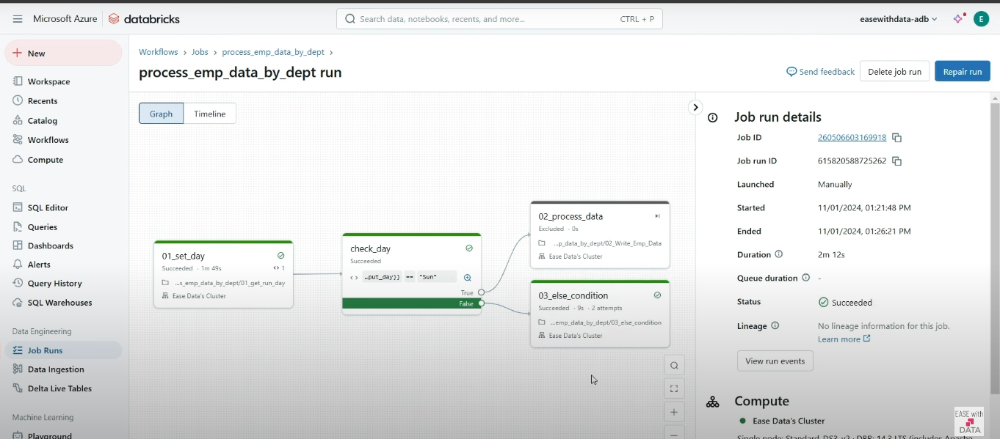 Microsoft Azure
databricks
Search data, notebooks, recents, and more...
CTRL + P
easewithdata-adb
E
New
Workspace
Recents
Catalog
Workflows
Compute
SQL
SQL Editor
Queries
Dashboards
Alerts
Query History
SQL Warehouses
Data Engineering
Job Runs
Data Ingestion
Delta Live Tables
Machine Learning
Playground
Workflows › Jobs › process_emp_data_by_dept ›
process_emp_data_by_dept run
Send feedback
Delete job run
Repair run
Graph
Timeline
01_set_day
Succeeded · 1m 49s
<> 1
...s_emp_data_by_dept/01_get_run_day
Ease Data's Cluster
check_day
Succeeded
<> ...put_day}} == "Sun"
True
False
02_process_data
Excluded · 0s
...p_data_by_dept/02_Write_Emp_Data
Ease Data's Cluster
03_else_condition
Succeeded · 9s · 2 attempts
...emp_data_by_dept/03_else_condition
Ease Data's Cluster
Job run details
Job ID 260506603169918
Job run ID 615820588725262
Launched Manually
Started 11/01/2024, 01:21:48 PM
Ended 11/01/2024, 01:26:21 PM
Duration 2m 12s
Queue duration -
Status Succeeded
Lineage No lineage information for this job.
Learn more
View run events
Compute
Ease Data's Cluster
Single node: Standard_DS3_v2 · DBR: 14.3 LTS (includes Apache
EASE with
DATA